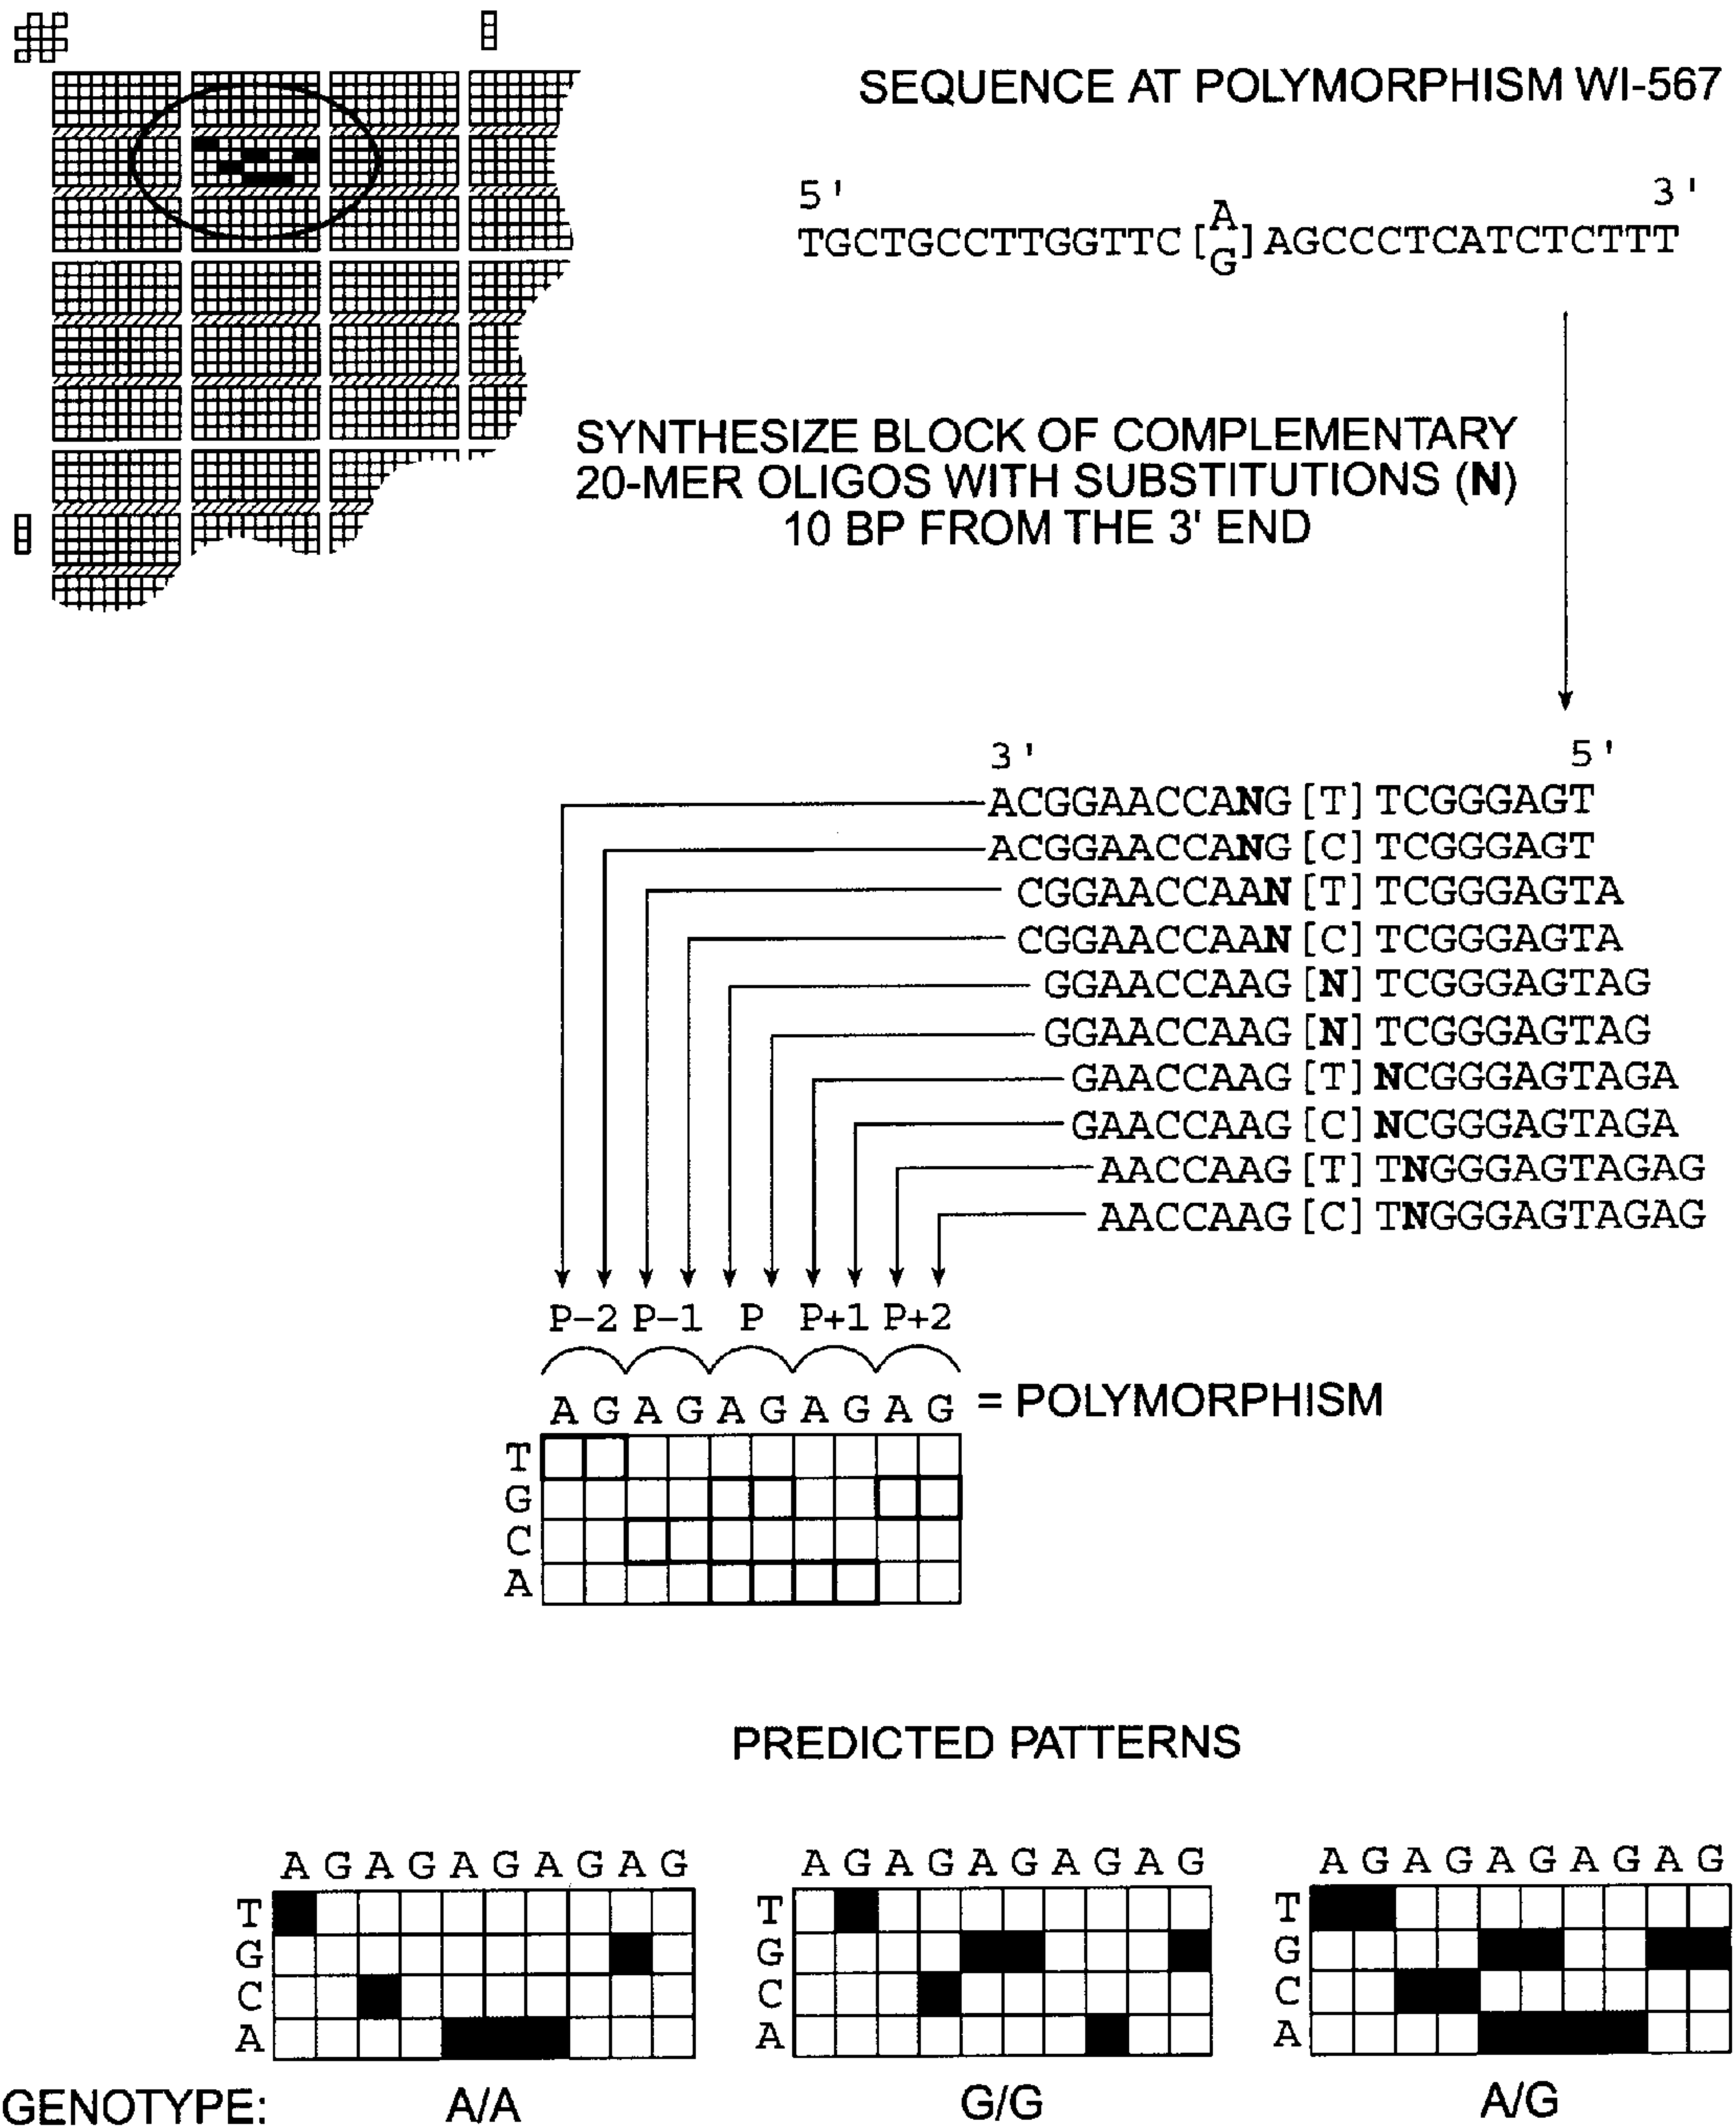 SEQUENCE AT POLYMORPHISM WI-567
5' 3'
A
TGCTGCCTTGGTTC [ ] AGCCCTCATCTCTTT
G
SYNTHESIZE BLOCK OF COMPLEMENTARY
20-MER OLIGOS WITH SUBSTITUTIONS (N)
10 BP FROM THE 3' END
3' 5'
ACGGAACCANG [T] TCGGGAGT
ACGGAACCANG [C] TCGGGAGT
CGGAACCAAN [T] TCGGGAGTA
CGGAACCAAN [C] TCGGGAGTA
GGAACCAAG [N] TCGGGAGTAG
GGAACCAAG [N] TCGGGAGTAG
GAACCAAG [T] NCGGGAGTAGA
GAACCAAG [C] NCGGGAGTAGA
AACCAAG [T] TNGGGAGTAGAG
AACCAAG [C] TNGGGAGTAGAG
P-2 P-1 P P+1 P+2
A G A G A G A G A G = POLYMORPHISM
T
G
C
A
PREDICTED PATTERNS
A G A G A G A G A G A G A G A G A G A G A G A G A G A G A G
T T T
G G G
C C C
A A A
GENOTYPE: A/A G/G A/G